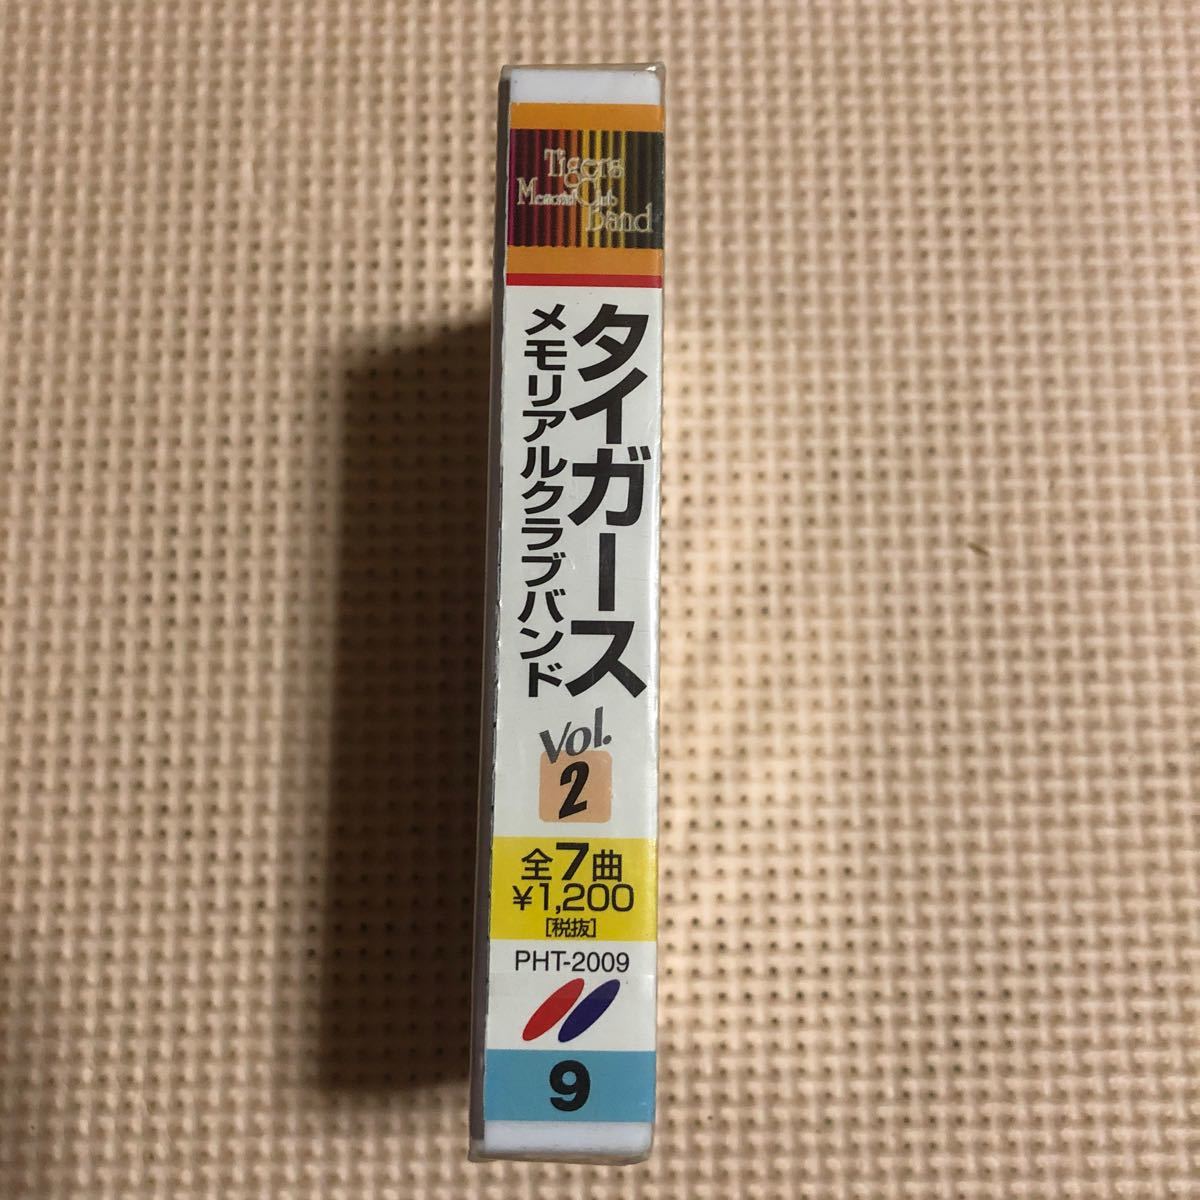 Tigers
Memorial Club
Band
タイガース
メモリアルクラブバンド
Vol.
2
全7曲
¥1,200
[税抜]
PHT-2009
9